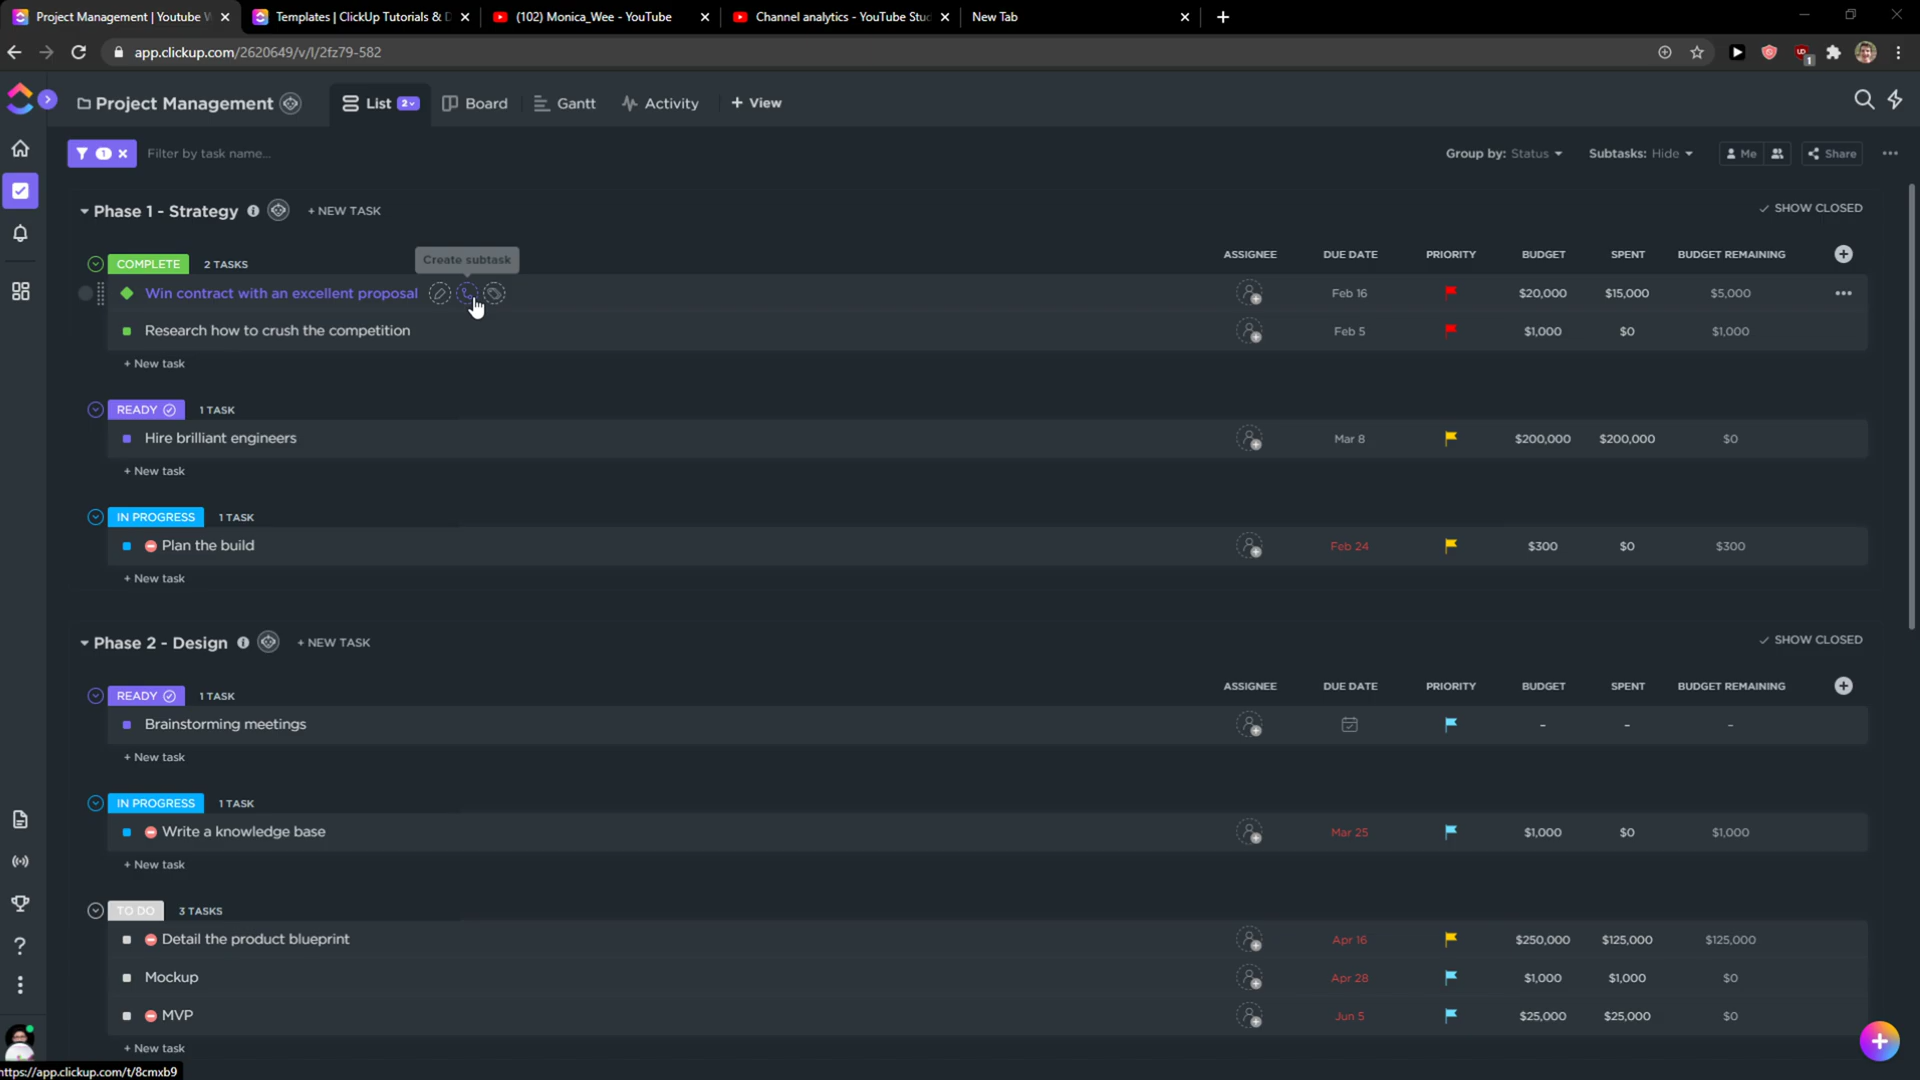 Project Management | Youtube W
Templates | ClickUp Tutorials & D
(102) Monica_Wee - YouTube
Channel analytics - YouTube Stud
New Tab
app.clickup.com/2620649/v/l/2fz79-582
Project Management
List 2
Board
Gantt
Activity
+ View
1
Filter by task name...
Group by: Status
Subtasks: Hide
Me
Share
Phase 1 - Strategy
+ NEW TASK
SHOW CLOSED
COMPLETE 2 TASKS
Create subtask
ASSIGNEE DUE DATE PRIORITY BUDGET SPENT BUDGET REMAINING
Win contract with an excellent proposal Feb 16 $20,000 $15,000 $5,000
Research how to crush the competition Feb 5 $1,000 $0 $1,000
+ New task
READY 1 TASK
Hire brilliant engineers Mar 8 $200,000 $200,000 $0
+ New task
IN PROGRESS 1 TASK
Plan the build Feb 24 $300 $0 $300
+ New task
Phase 2 - Design
+ NEW TASK
SHOW CLOSED
READY 1 TASK
ASSIGNEE DUE DATE PRIORITY BUDGET SPENT BUDGET REMAINING
Brainstorming meetings - - -
+ New task
IN PROGRESS 1 TASK
Write a knowledge base Mar 25 $1,000 $0 $1,000
+ New task
TO DO 3 TASKS
Detail the product blueprint Apr 16 $250,000 $125,000 $125,000
Mockup Apr 28 $1,000 $1,000 $0
MVP Jun 5 $25,000 $25,000 $0
+ New task
https://app.clickup.com/t/8cmxb9